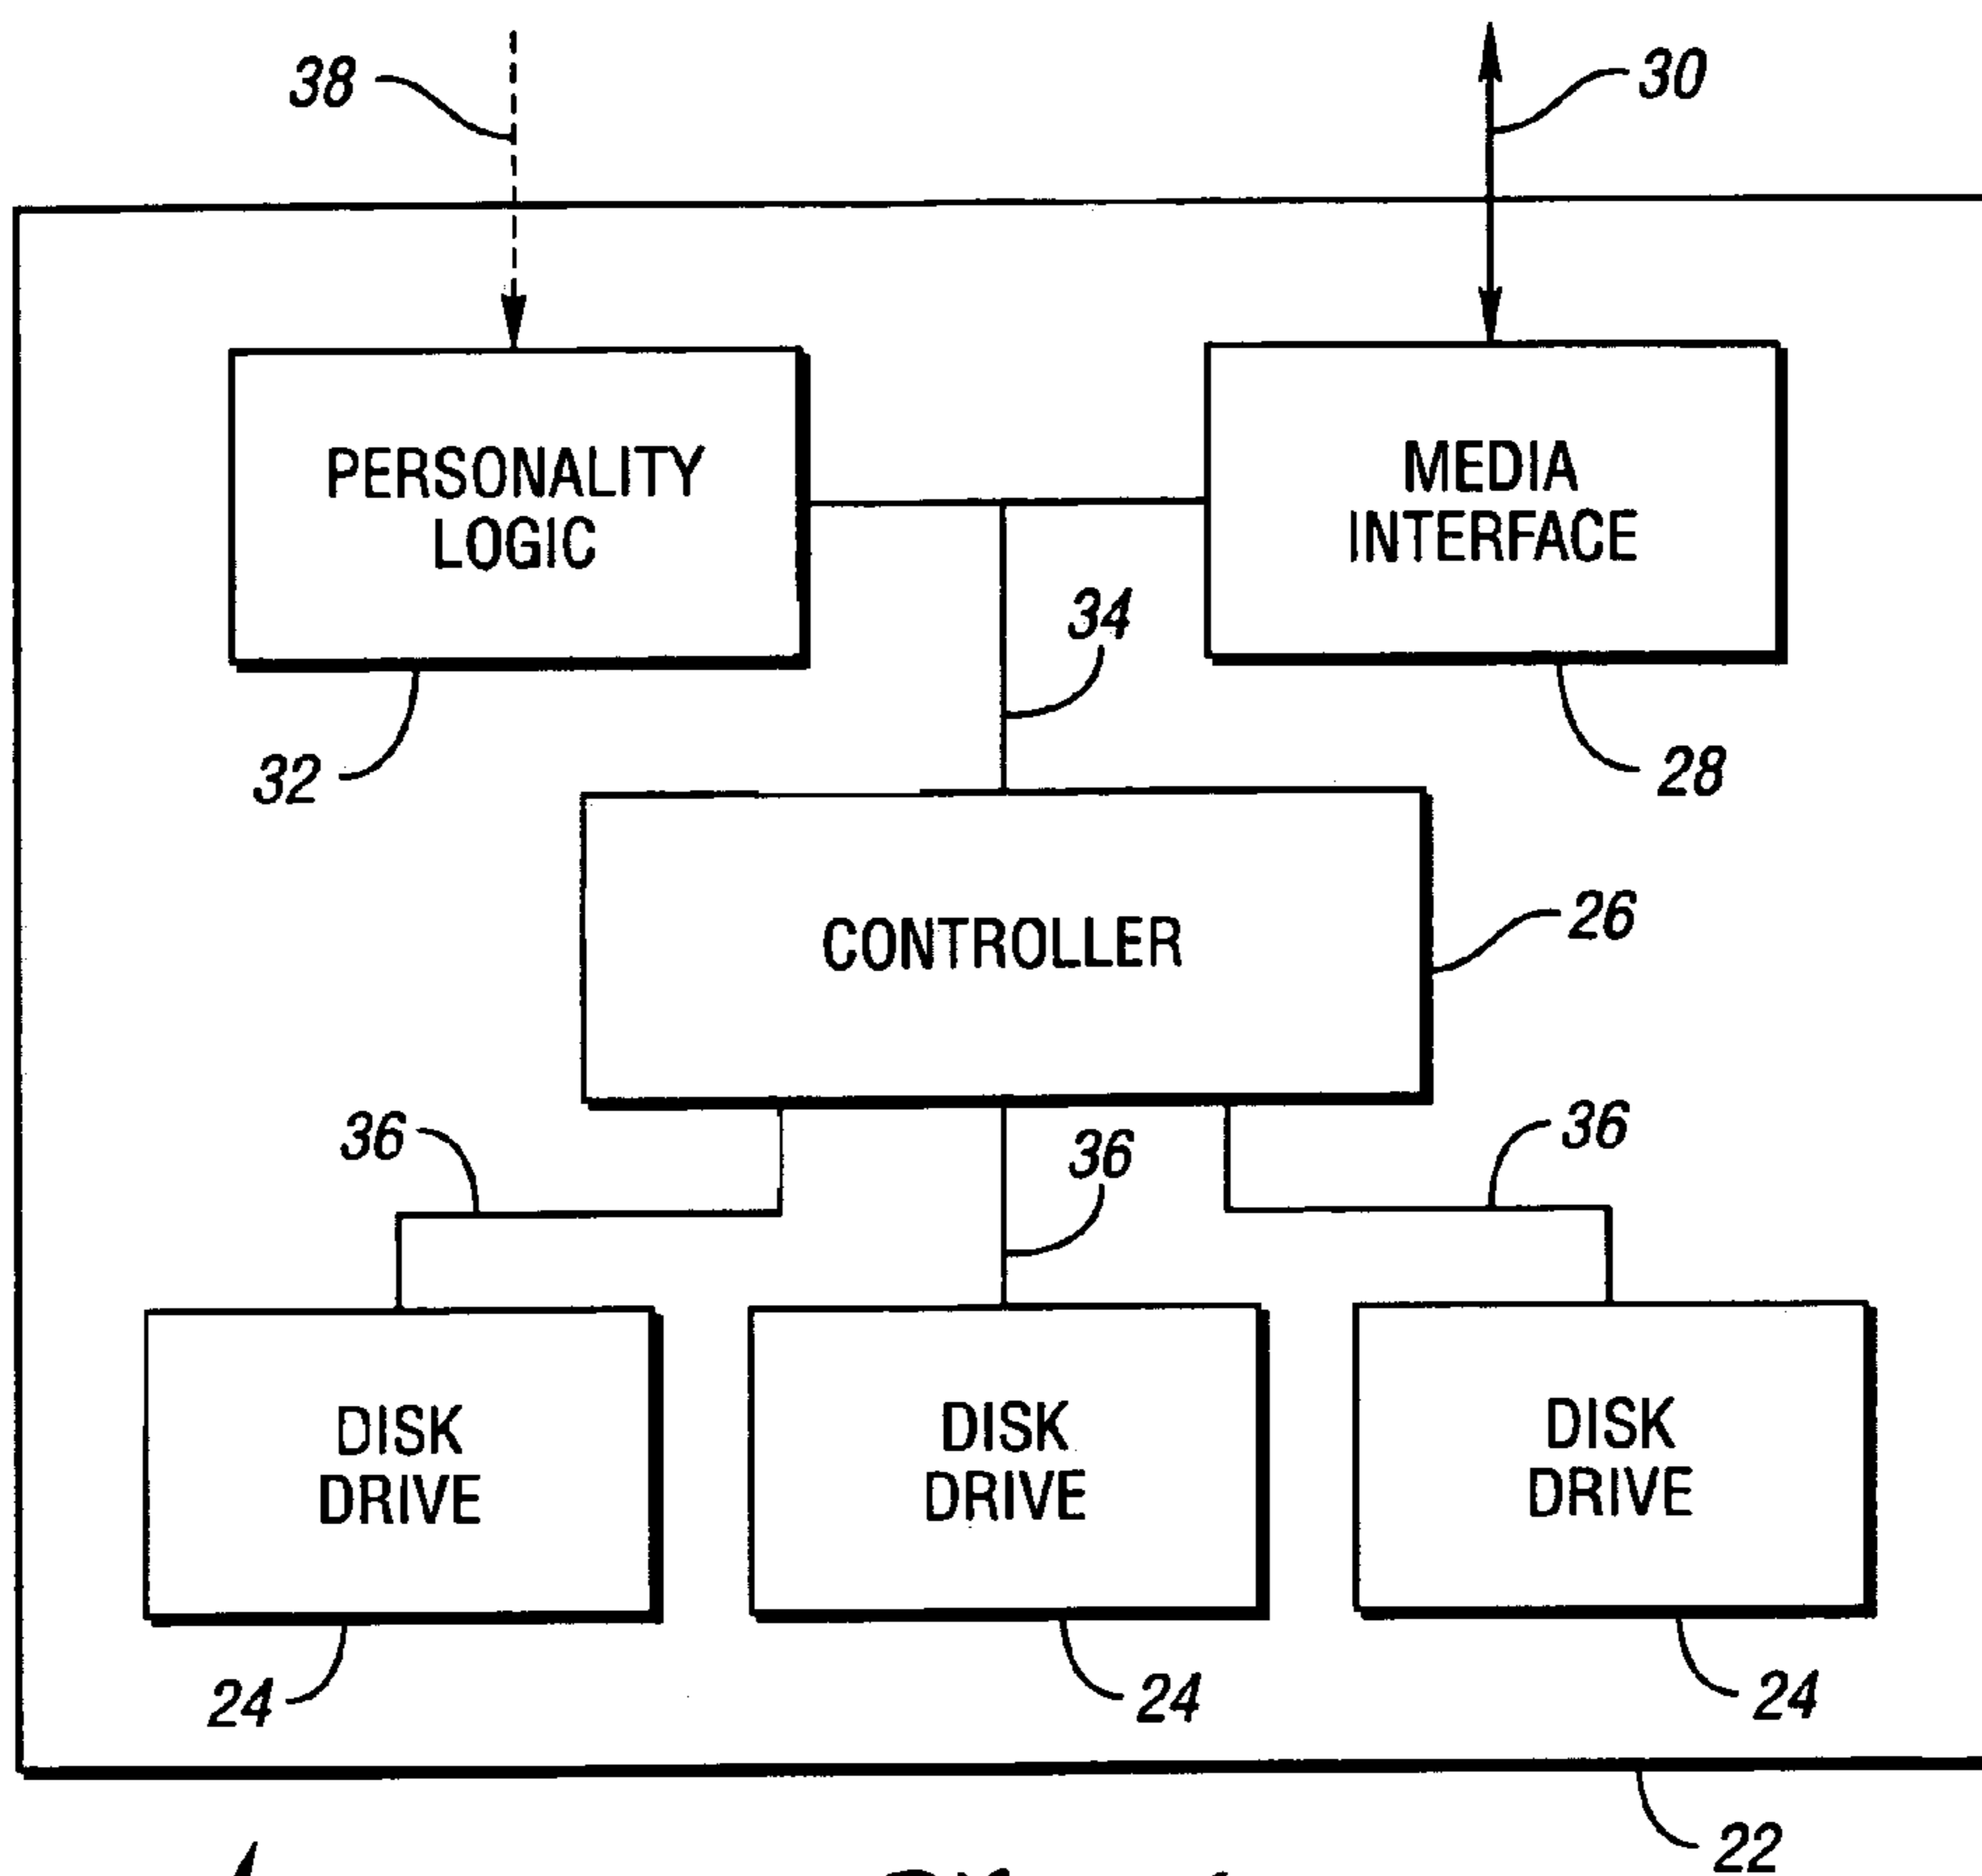 38
30
PERSONALITY
LOGIC
MEDIA
INTERFACE
34
32
28
CONTROLLER
26
36
36
36
DISK
DRIVE
DISK
DRIVE
DISK
DRIVE
24
24
24
22